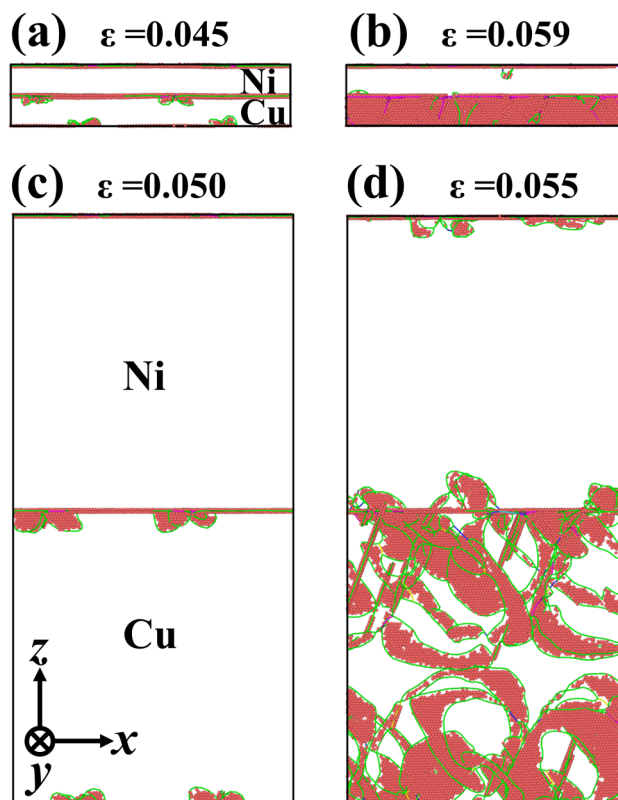 (a) ε =0.045
(b) ε =0.059
Ni
Cu
(c) ε =0.050
(d) ε =0.055
Ni
Cu
z
x
y